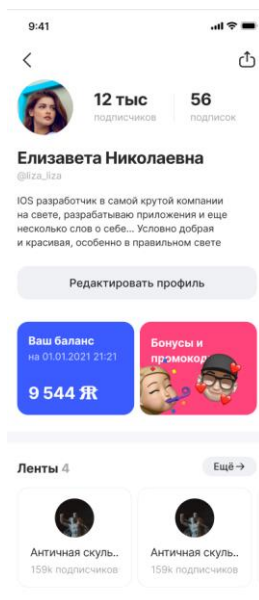 9:41
12 тыс 56
подписчиков подписок
Елизавета Николаевна
@liza_liza
IOS разработчик в самой крутой компании
на свете, разрабатываю приложения и еще
несколько слов о себе... Условно добрая
и красивая, особенно в правильном свете
Редактировать профиль
Ваш баланс
на 01.01.2021 21:21
9 544
Бонусы и
промокод
Ленты 4
Ещё →
Античная скуль..
159k подписчиков
Античная скуль..
159k подписчиков